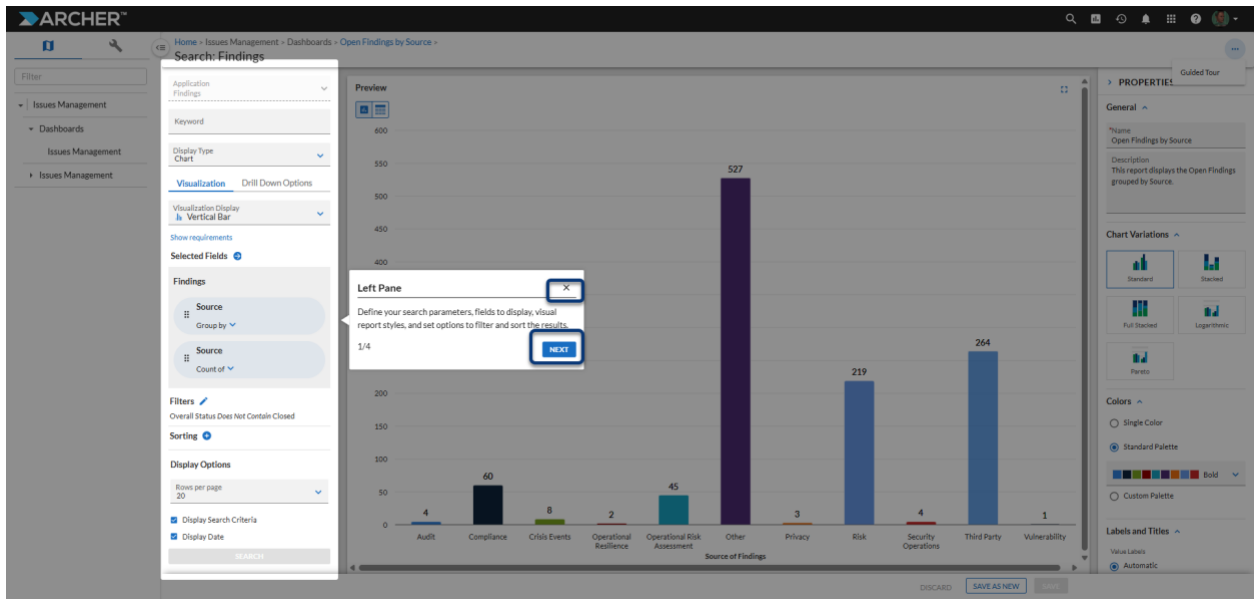 ARCHER™
Home » Issues Management » Dashboards » Open Findings by Source »
Search: Findings
Guided Tour
Filter
Issues Management
Dashboards
Issues Management
Issues Management
Application
Findings
Keyword
Display Type
Chart
Visualization Drill Down Options
Visualization Display
Vertical Bar
Show requirements
Selected Fields
Findings
Source
Group by
Source
Count of
Filters
Overall Status Does Not Contain Closed
Sorting
Display Options
Rows per page
20
Display Search Criteria
Display Date
SEARCH
Preview
600
550
500
450
400
200
150
100
50
0
4
60
8
2
45
527
3
219
4
264
1
Audit
Compliance
Crisis Events
Operational
Resilience
Operational Risk
Assessment
Other
Privacy
Risk
Security
Operations
Third Party
Vulnerability
Source of Findings
Left Pane
Define your search parameters, fields to display, visual
report styles, and set options to filter and sort the results.
1/4
NEXT
PROPERTIES
General
*Name
Open Findings by Source
Description
This report displays the Open Findings
grouped by Source.
Chart Variations
Standard
Stacked
Full Stacked
Logarithmic
Pareto
Colors
Single Color
Standard Palette
Bold
Custom Palette
Labels and Titles
Value Labels
Automatic
DISCARD
SAVE AS NEW
SAVE